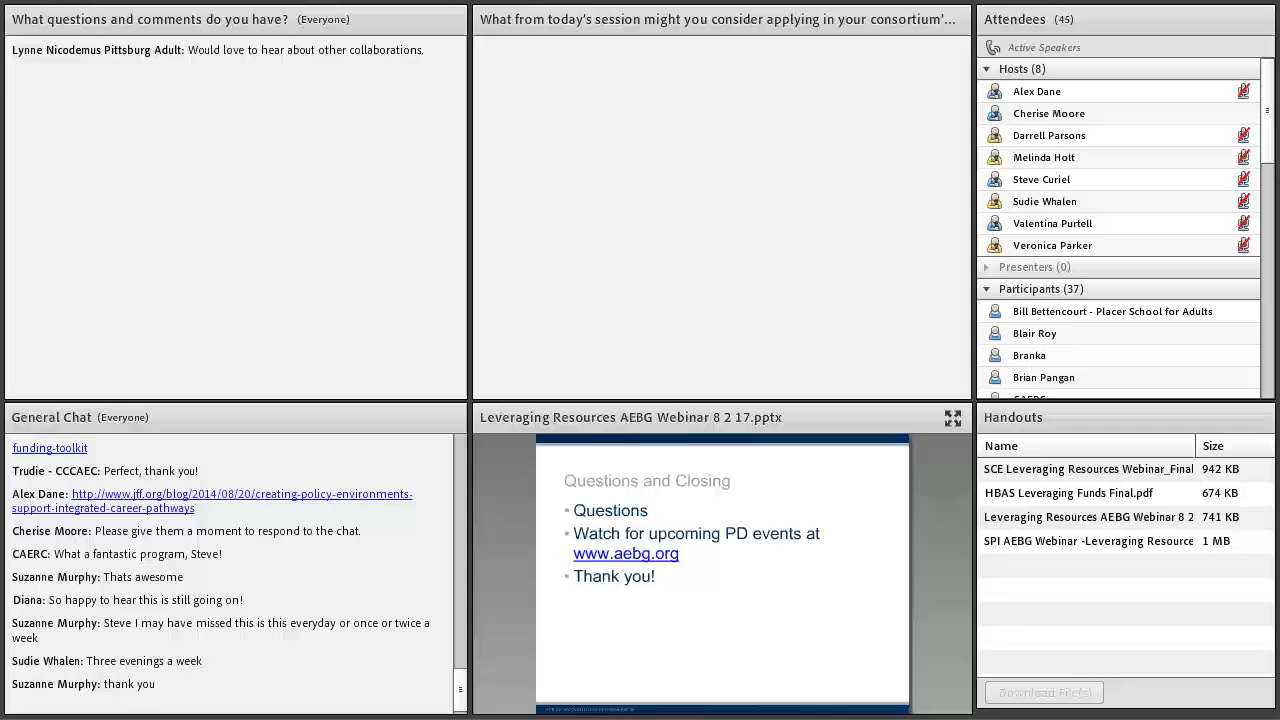 What questions and comments do you have? (Everyone)
Lynne Nicodemus Pittsburg Adult: Would love to hear about other collaborations.
What from today's session might you consider applying in your consortium'...
Attendees (45)
Active Speakers
Hosts (8)
Alex Dane
Cherise Moore
Darrell Parsons
Melinda Holt
Steve Curiel
Sudie Whalen
Valentina Purtell
Veronica Parker
Presenters (0)
Participants (37)
Bill Bettencourt - Placer School for Adults
Blair Roy
Branka
Brian Pangan
General Chat (Everyone)
funding-toolkit
Trudie - CCCAEC: Perfect, thank you!
Alex Dane: http://www.jff.org/blog/2014/08/20/creating-policy-environments-
support-integrated-career-pathways
Cherise Moore: Please give them a moment to respond to the chat.
CAERC: What a fantastic program, Steve!
Suzanne Murphy: Thats awesome
Diana: So happy to hear this is still going on!
Suzanne Murphy: Steve I may have missed this is this everyday or once or twice a
week
Sudie Whalen: Three evenings a week
Suzanne Murphy: thank you
Leveraging Resources AEBG Webinar 8 2 17.pptx
Questions and Closing
• Questions
• Watch for upcoming PD events at
www.aebg.org
• Thank you!
Handouts
Name Size
SCE Leveraging Resources Webinar_Final 942 KB
HBAS Leveraging Funds Final.pdf 674 KB
Leveraging Resources AEBG Webinar 8 2 741 KB
SPI AEBG Webinar -Leveraging Resource 1 MB
Download File(s)